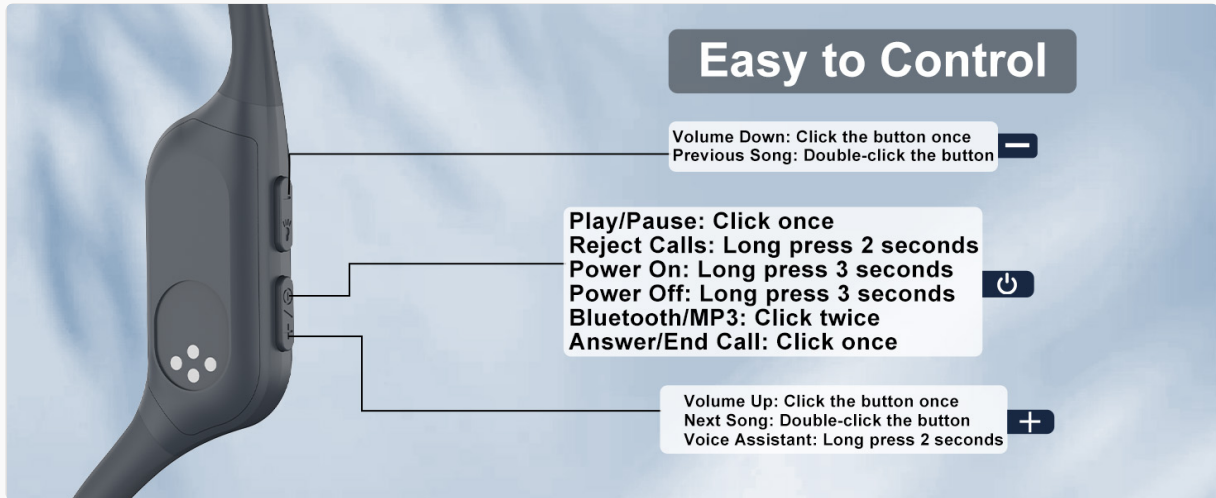 Easy to Control
Volume Down: Click the button once
Previous Song: Double-click the button
Play/Pause: Click once
Reject Calls: Long press 2 seconds
Power On: Long press 3 seconds
Power Off: Long press 3 seconds
Bluetooth/MP3: Click twice
Answer/End Call: Click once
Volume Up: Click the button once
Next Song: Double-click the button
Voice Assistant: Long press 2 seconds